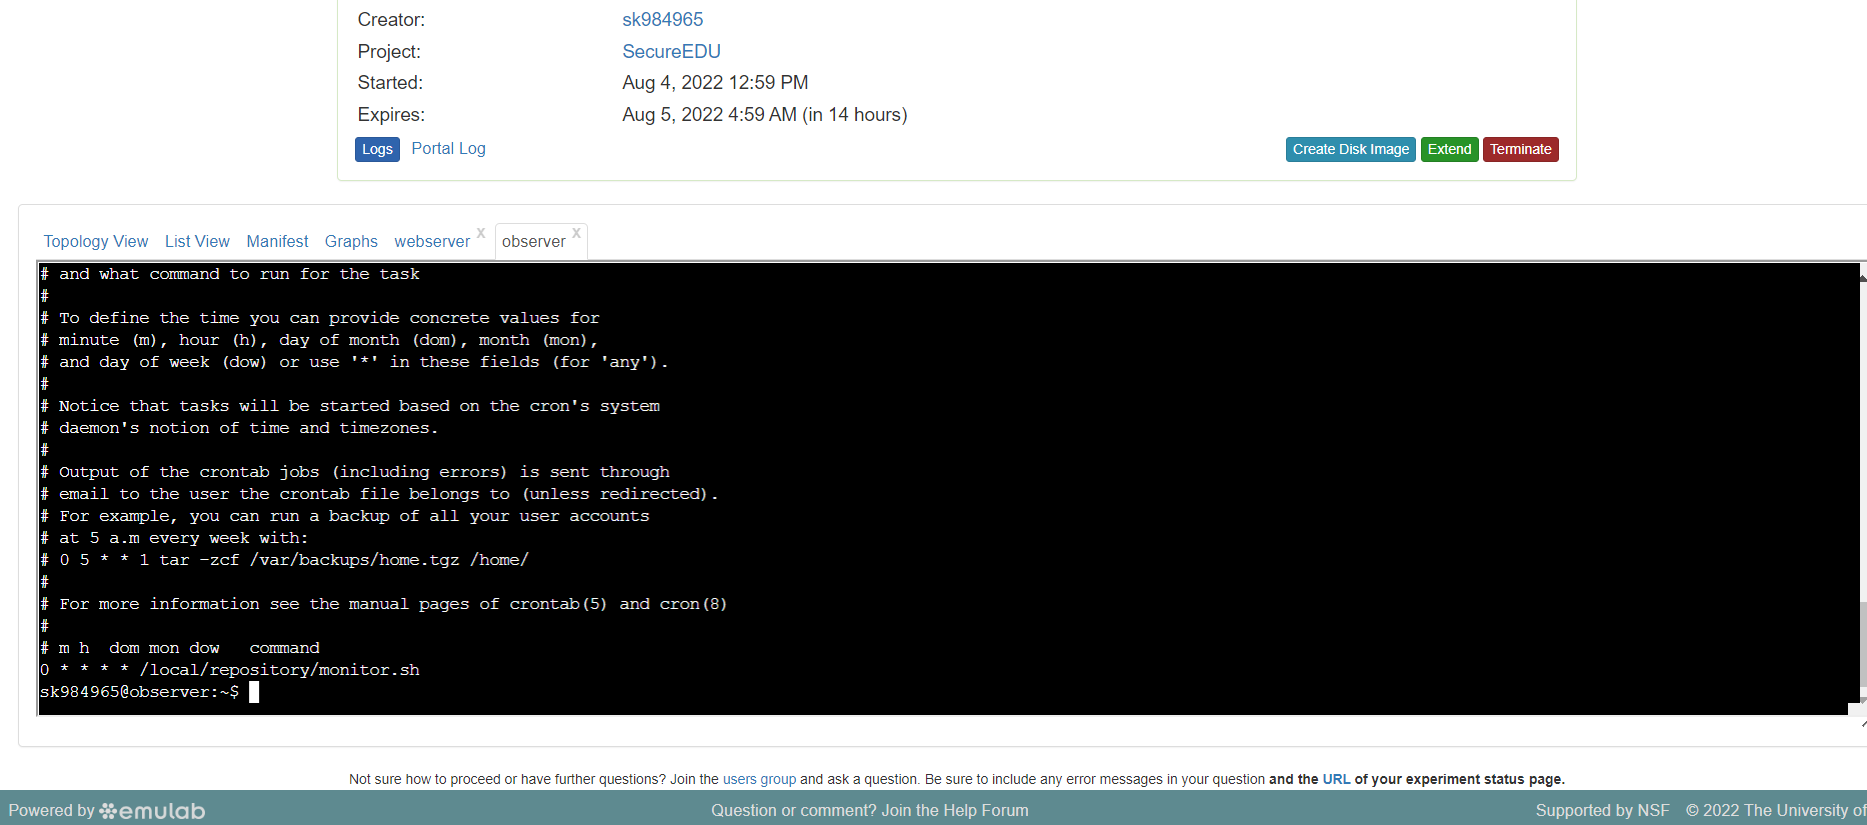 Creator: sk984965
Project: SecureEDU
Started: Aug 4, 2022 12:59 PM
Expires: Aug 5, 2022 4:59 AM (in 14 hours)
Logs Portal Log Create Disk Image Extend Terminate
Topology View List View Manifest Graphs webserver x observer x
# and what command to run for the task
#
# To define the time you can provide concrete values for
# minute (m), hour (h), day of month (dom), month (mon),
# and day of week (dow) or use '*' in these fields (for 'any').
#
# Notice that tasks will be started based on the cron's system
# daemon's notion of time and timezones.
#
# Output of the crontab jobs (including errors) is sent through
# email to the user the crontab file belongs to (unless redirected).
# For example, you can run a backup of all your user accounts
# at 5 a.m every week with:
# 0 5 * * 1 tar -zcf /var/backups/home.tgz /home/
#
# For more information see the manual pages of crontab(5) and cron(8)
#
# m h  dom mon dow   command
0 * * * * /local/repository/monitor.sh
sk984965@observer:~$
Not sure how to proceed or have further questions? Join the users group and ask a question. Be sure to include any error messages in your question and the URL of your experiment status page.
Powered by emulab Question or comment? Join the Help Forum Supported by NSF © 2022 The University of